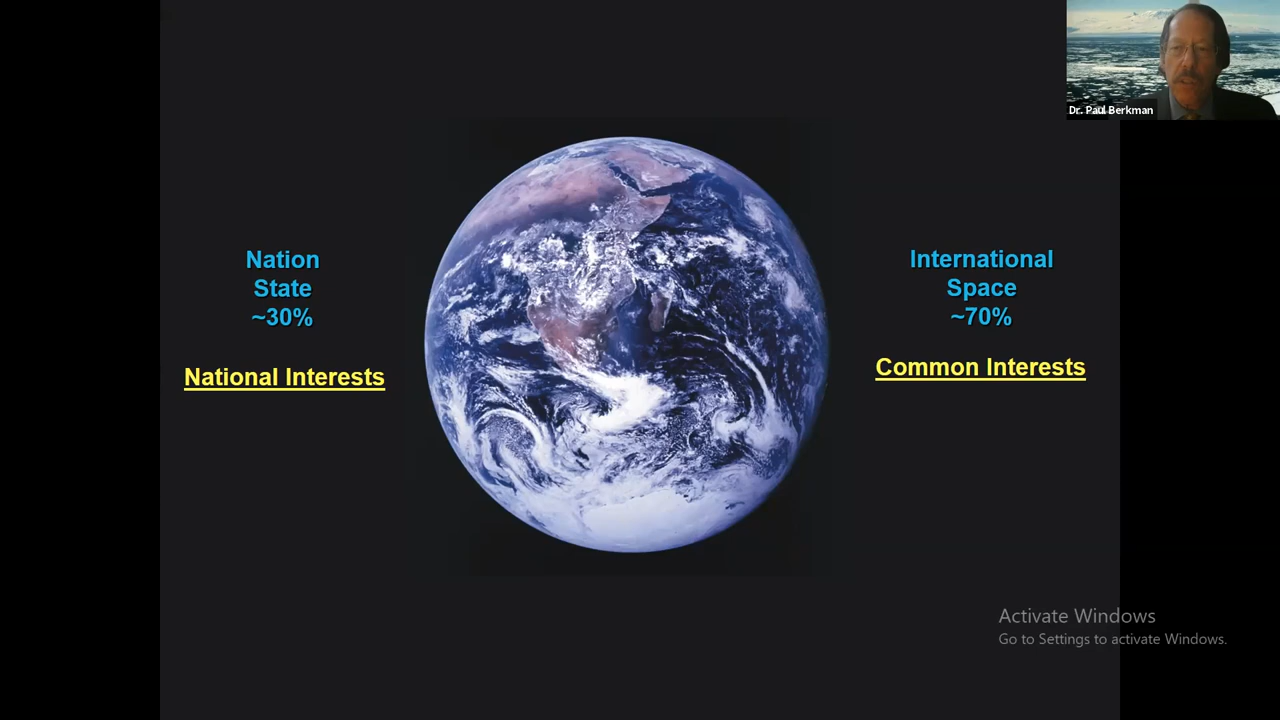 Dr. Paul Berkman
Nation
State
~30%
National Interests
International
Space
~70%
Common Interests
Activate Windows
Go to Settings to activate Windows.